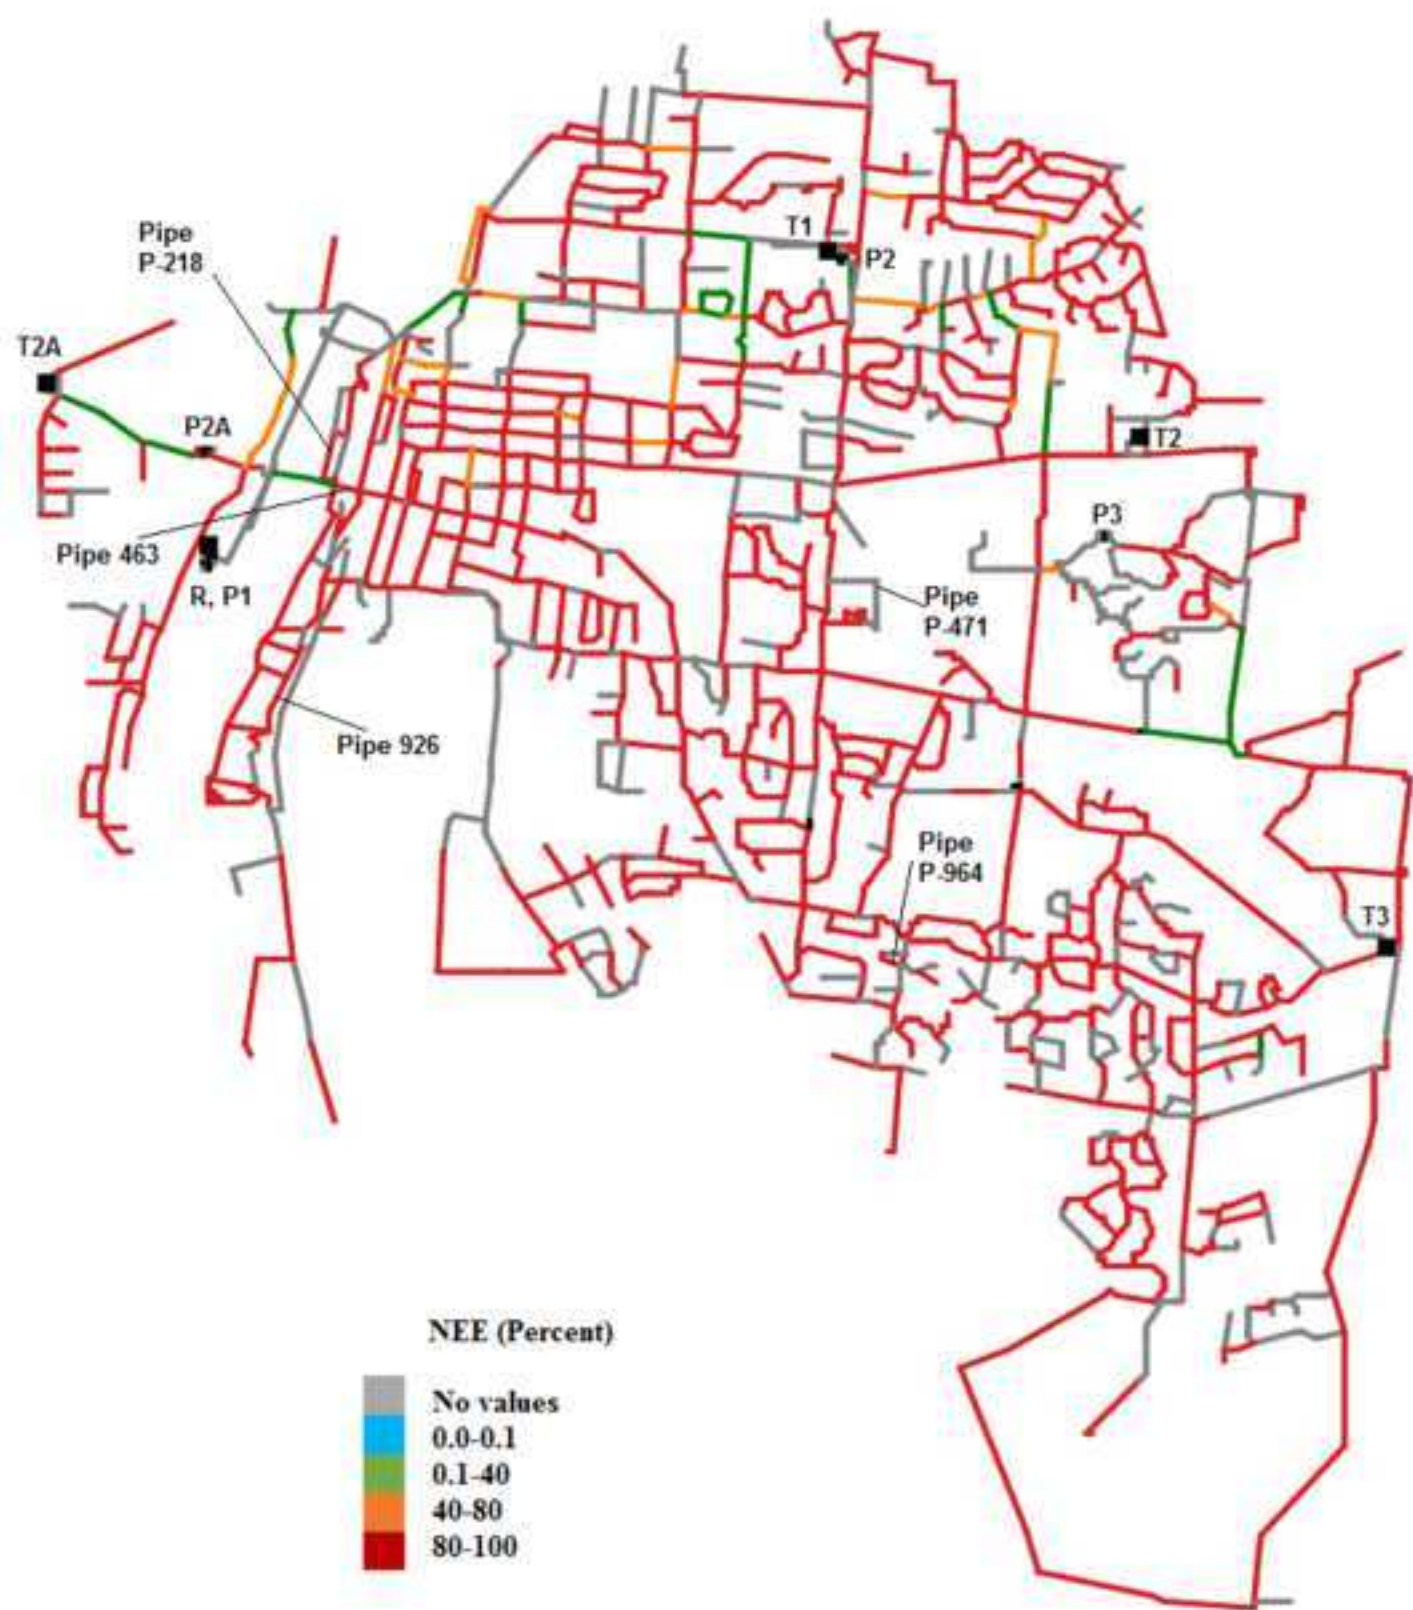 T1
P2
Pipe
P-218
T2A
P2A
T2
P3
Pipe 463
R, P1
Pipe
P-471
Pipe 926
Pipe
P-964
T3
NEE (Percent)
No values
0.0-0.1
0.1-40
40-80
80-100